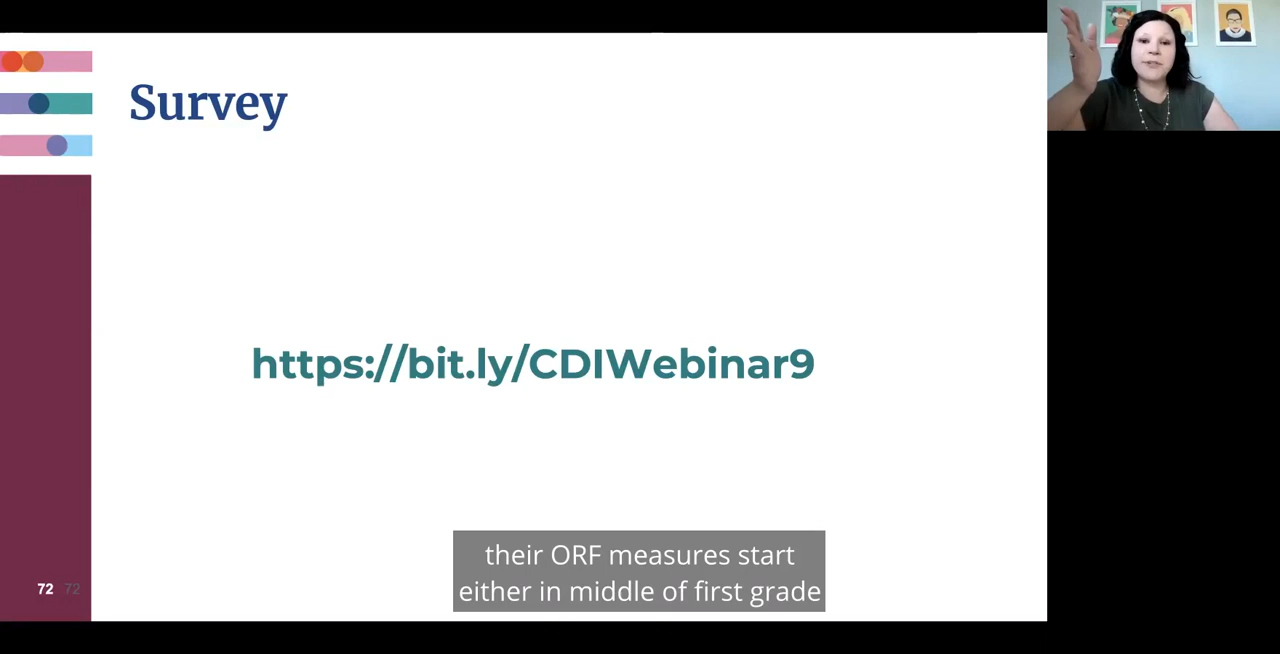 Survey
https://bit.ly/CDIWebinar9
their ORF measures start
either in middle of first grade
72 72